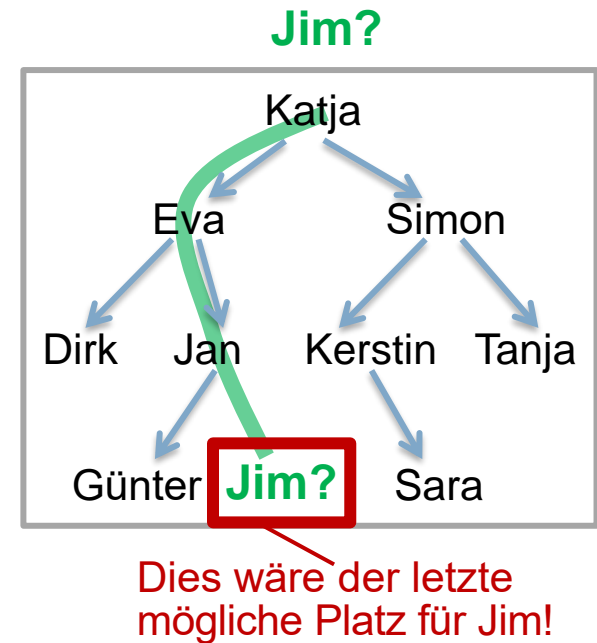 Jim?
Katja
Eva Simon
Dirk Jan Kerstin Tanja
Günter Jim? Sara
Dies wäre der letzte
mögliche Platz für Jim!